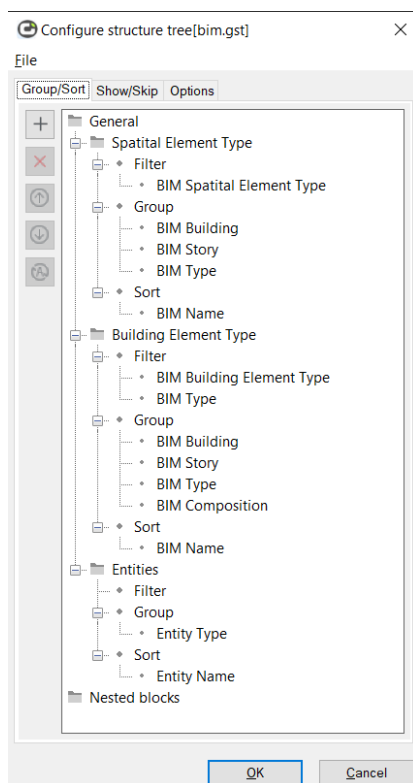 Configure structure tree[bim.gst]
File
Group/Sort Show/Skip Options
General
Spatital Element Type
Filter
BIM Spatital Element Type
Group
BIM Building
BIM Story
BIM Type
Sort
BIM Name
Building Element Type
Filter
BIM Building Element Type
BIM Type
Group
BIM Building
BIM Story
BIM Type
BIM Composition
Sort
BIM Name
Entities
Filter
Group
Entity Type
Sort
Entity Name
Nested blocks
OK Cancel